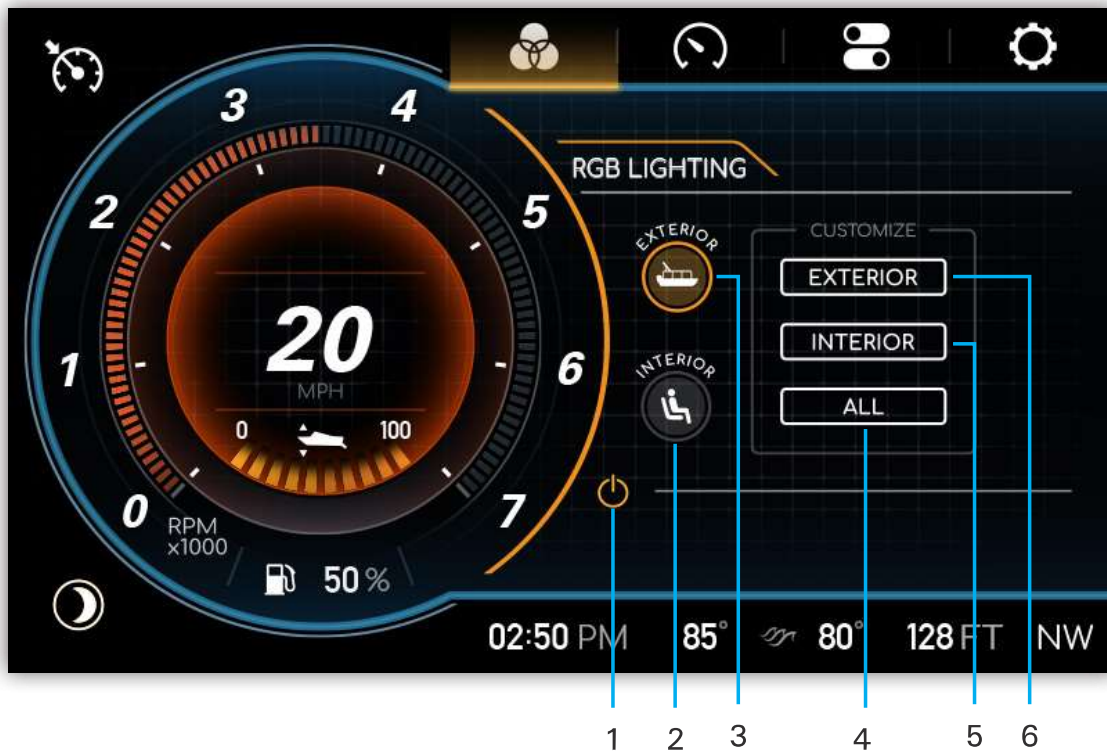 RGB LIGHTING
3
4
2
5
1
6
0
7
20
MPH
0
100
RPM
x1000
50 %
EXTERIOR
INTERIOR
CUSTOMIZE
EXTERIOR
INTERIOR
ALL
02:50 PM
85°
80°
128 FT
NW
1
2
3
4
5
6